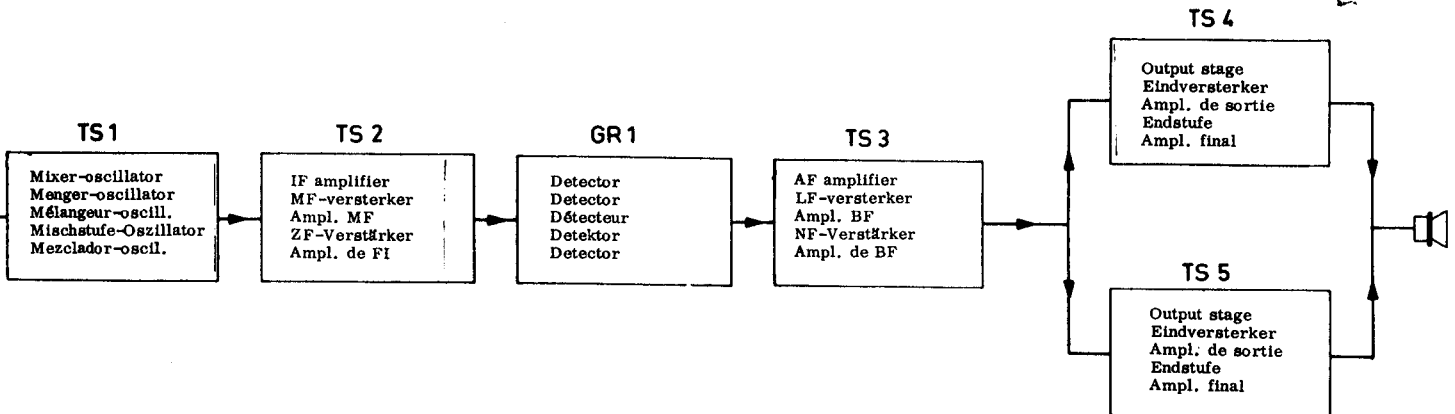 TS 1
Mixer-oscillator
Menger-oscillator
Mélangeur-oscill.
Mischstufe-Oszillator
Mezclador-oscil.
TS 2
IF amplifier
MF-versterker
Ampl. MF
ZF-Verstärker
Ampl. de FI
GR 1
Detector
Detector
Détecteur
Detektor
Detector
TS 3
AF amplifier
LF-versterker
Ampl. BF
NF-Verstärker
Ampl. de BF
TS 4
Output stage
Eindversterker
Ampl. de sortie
Endstufe
Ampl. final
TS 5
Output stage
Eindversterker
Ampl. de sortie
Endstufe
Ampl. final